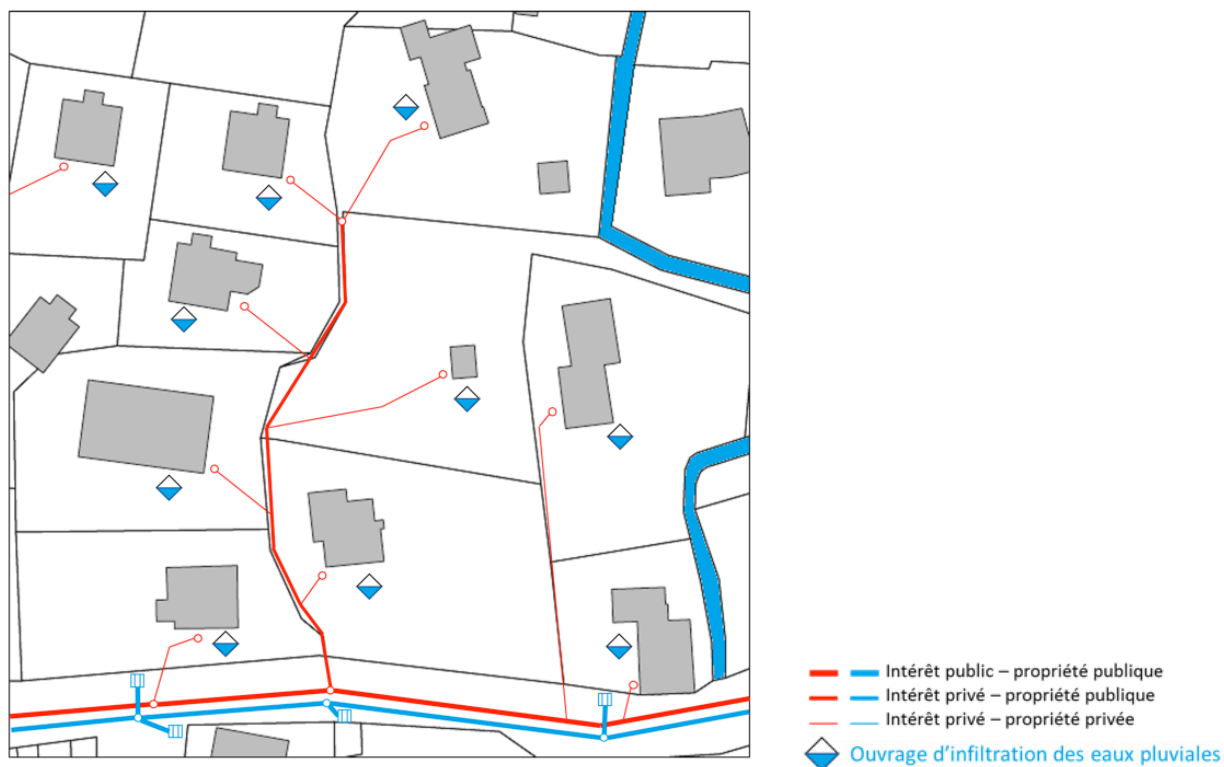 Intérêt public – propriété publique
Intérêt privé – propriété publique
Intérêt privé – propriété privée
Ouvrage d'infiltration des eaux pluviales